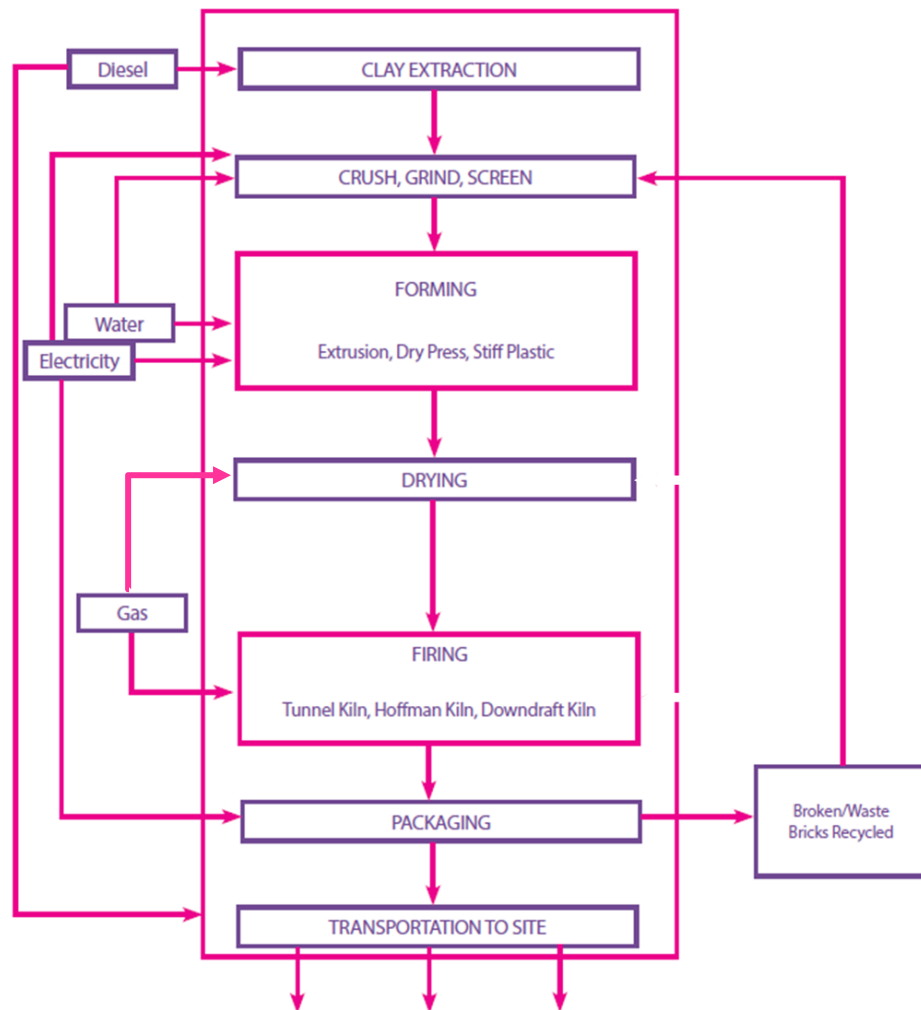 Diesel
CLAY EXTRACTION
CRUSH, GRIND, SCREEN
FORMING
Water
Extrusion, Dry Press, Stiff Plastic
Electricity
DRYING
Gas
FIRING
Tunnel Kiln, Hoffman Kiln, Downdraft Kiln
PACKAGING
Broken/Waste
Bricks Recycled
TRANSPORTATION TO SITE